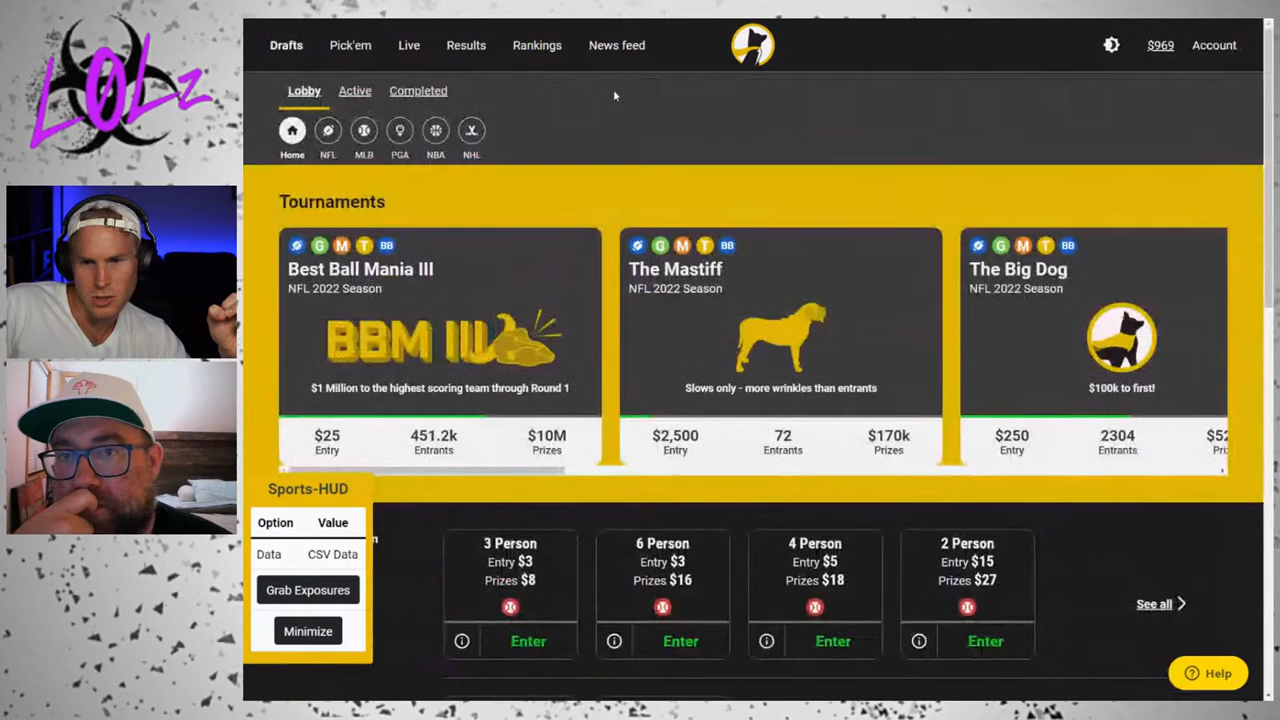 LOLz
Drafts Pick'em Live Results Rankings News feed $969 Account
Lobby Active Completed
Home NFL MLB PGA NBA NHL
Tournaments
G M T BB
Best Ball Mania III
NFL 2022 Season
BBM III
$1 Million to the highest scoring team through Round 1
$25 451.2k $10M
Entry Entrants Prizes
G M T BB
The Mastiff
NFL 2022 Season
Slows only - more wrinkles than entrants
$2,500 72 $170k
Entry Entrants Prizes
G M T BB
The Big Dog
NFL 2022 Season
$100k to first!
$250 2304 $52
Entry Entrants Pri
Sports-HUD
Option Value
Data CSV Data
Grab Exposures
Minimize
3 Person
Entry $3
Prizes $8
Enter
6 Person
Entry $3
Prizes $16
Enter
4 Person
Entry $5
Prizes $18
Enter
2 Person
Entry $15
Prizes $27
Enter
See all
Help